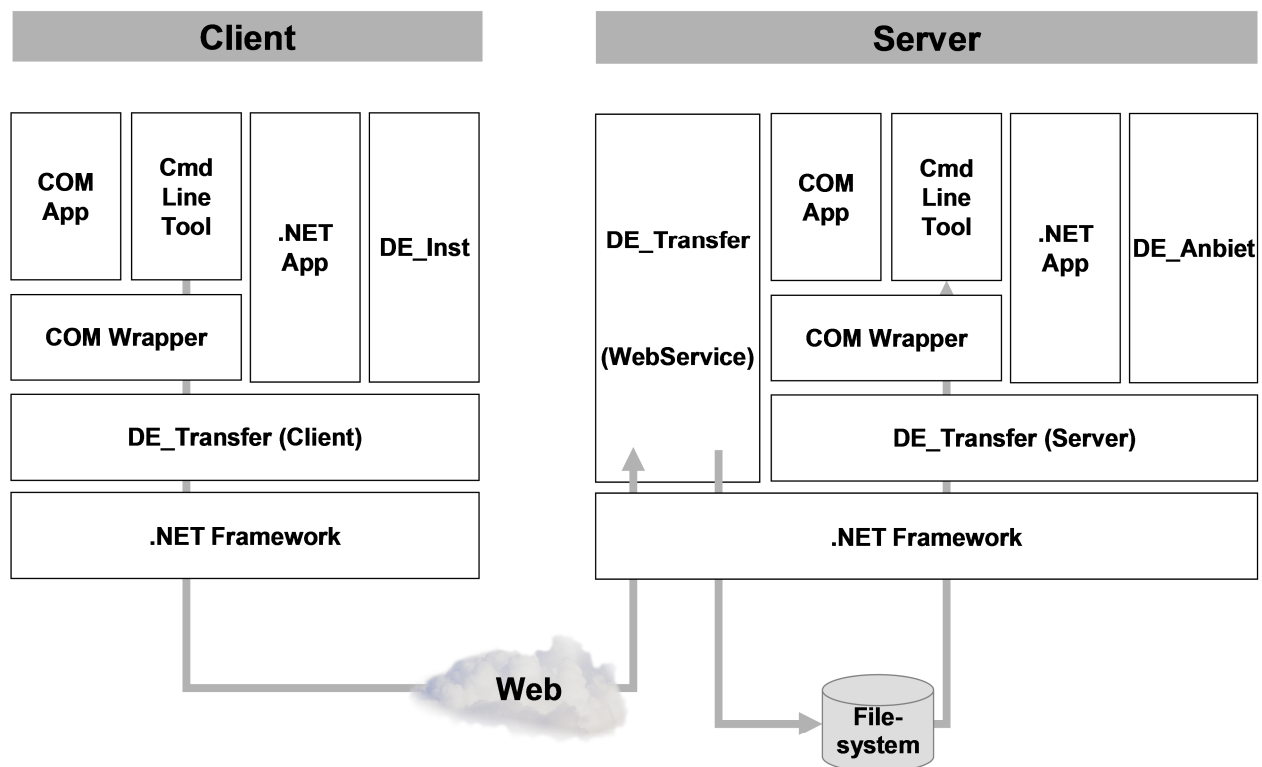 Client
Server
COM
App
Cmd
Line
Tool
.NET
App
DE_Inst
COM Wrapper
DE_Transfer (Client)
.NET Framework
DE_Transfer
(WebService)
COM
App
Cmd
Line
Tool
.NET
App
DE_Anbiet
COM Wrapper
DE_Transfer (Server)
.NET Framework
Web
File-
system